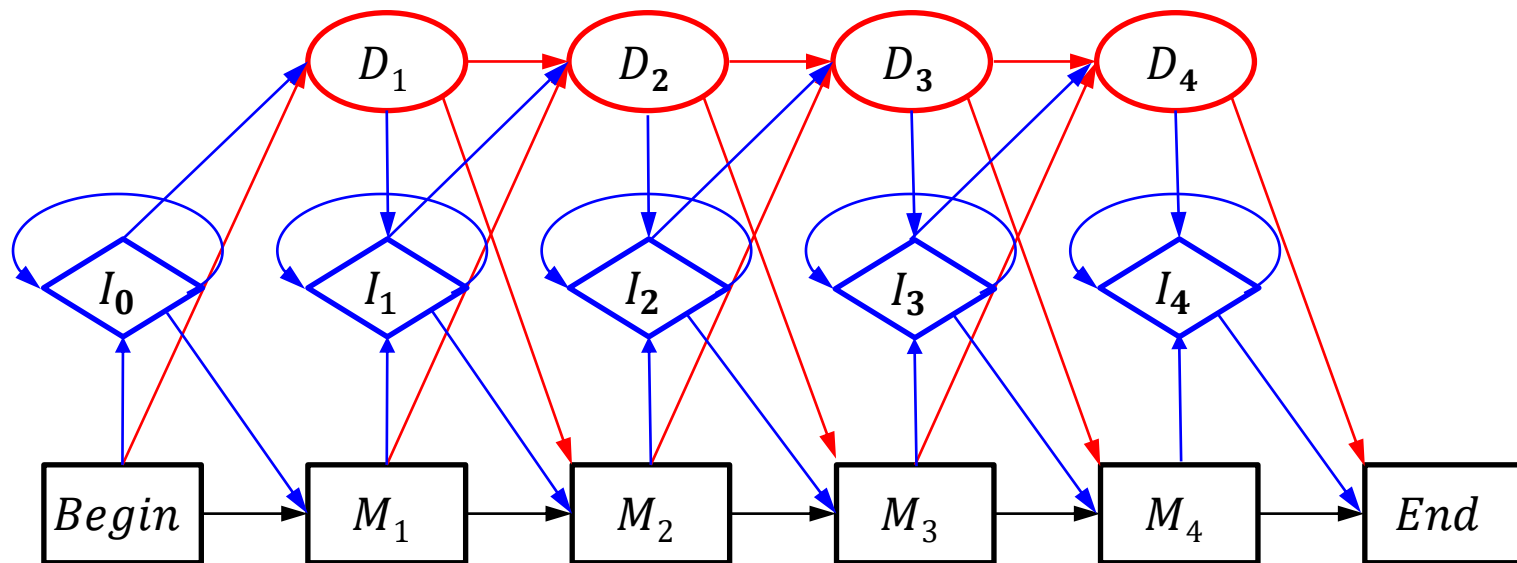 D₁ D₂ D₃ D₄
I₀ I₁ I₂ I₃ I₄
Begin M₁ M₂ M₃ M₄ End